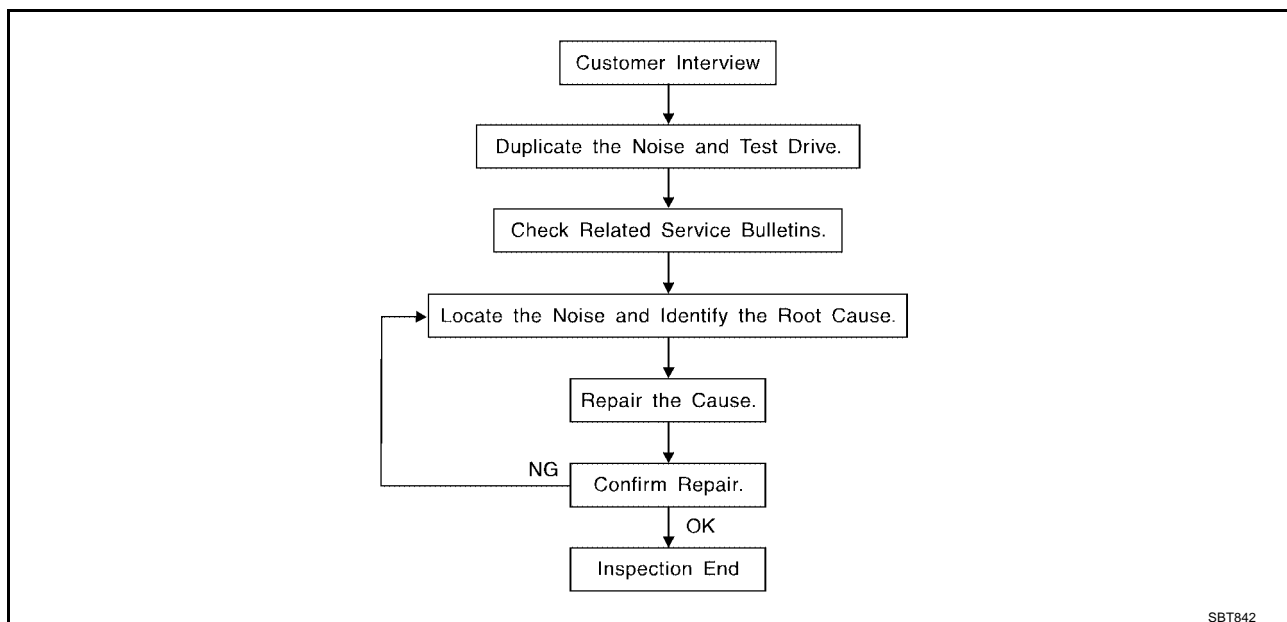 Customer Interview
Duplicate the Noise and Test Drive.
Check Related Service Bulletins.
Locate the Noise and Identify the Root Cause.
Repair the Cause.
NG
Confirm Repair.
OK
Inspection End
SBT842